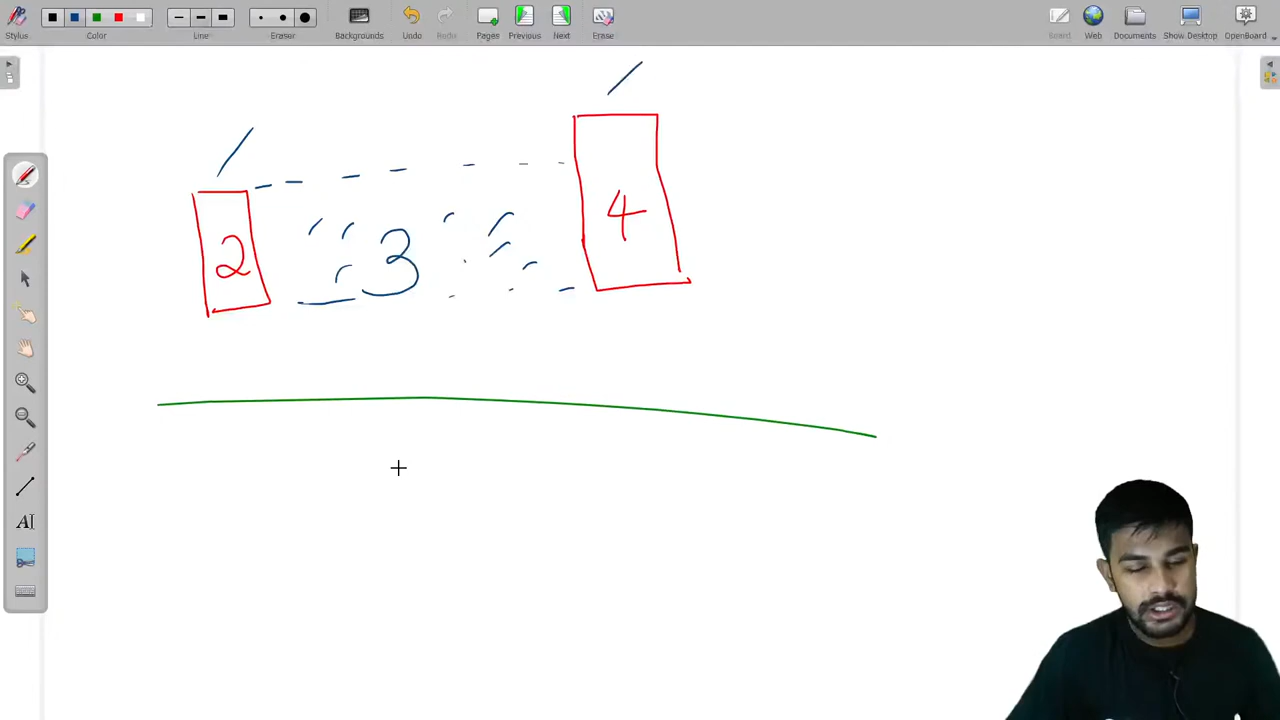 Stylus
Color
Line
Eraser
Backgrounds
Undo
Redo
Pages
Previous
Next
Erase
Board
Web
Documents
Show Desktop
OpenBoard
2
3
4